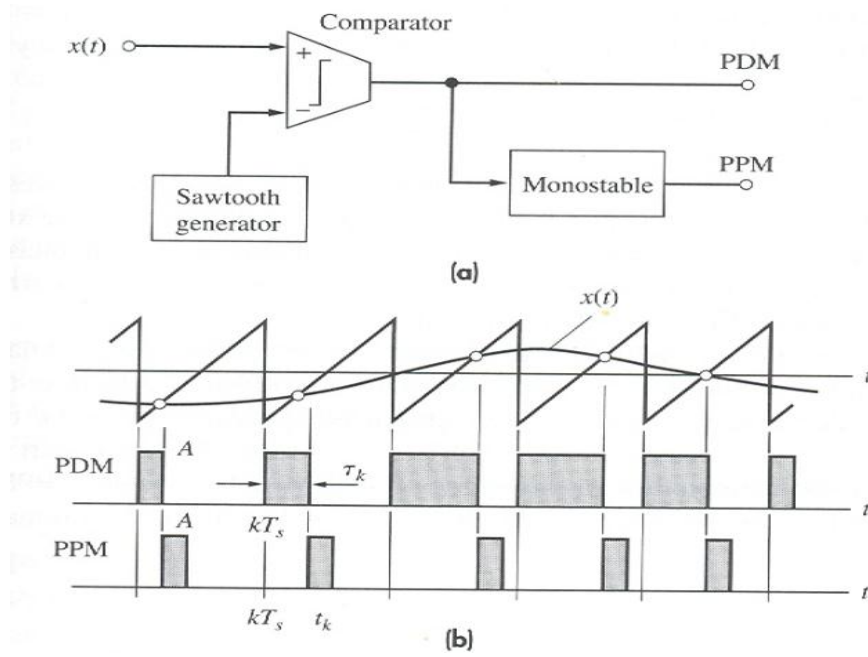 Comparator
x(t)
+
−
PDM
PPM
Sawtooth
generator
Monostable
(a)
x(t)
t
PDM
A
τk
kTs
t
PPM
A
kTs
tk
t
(b)